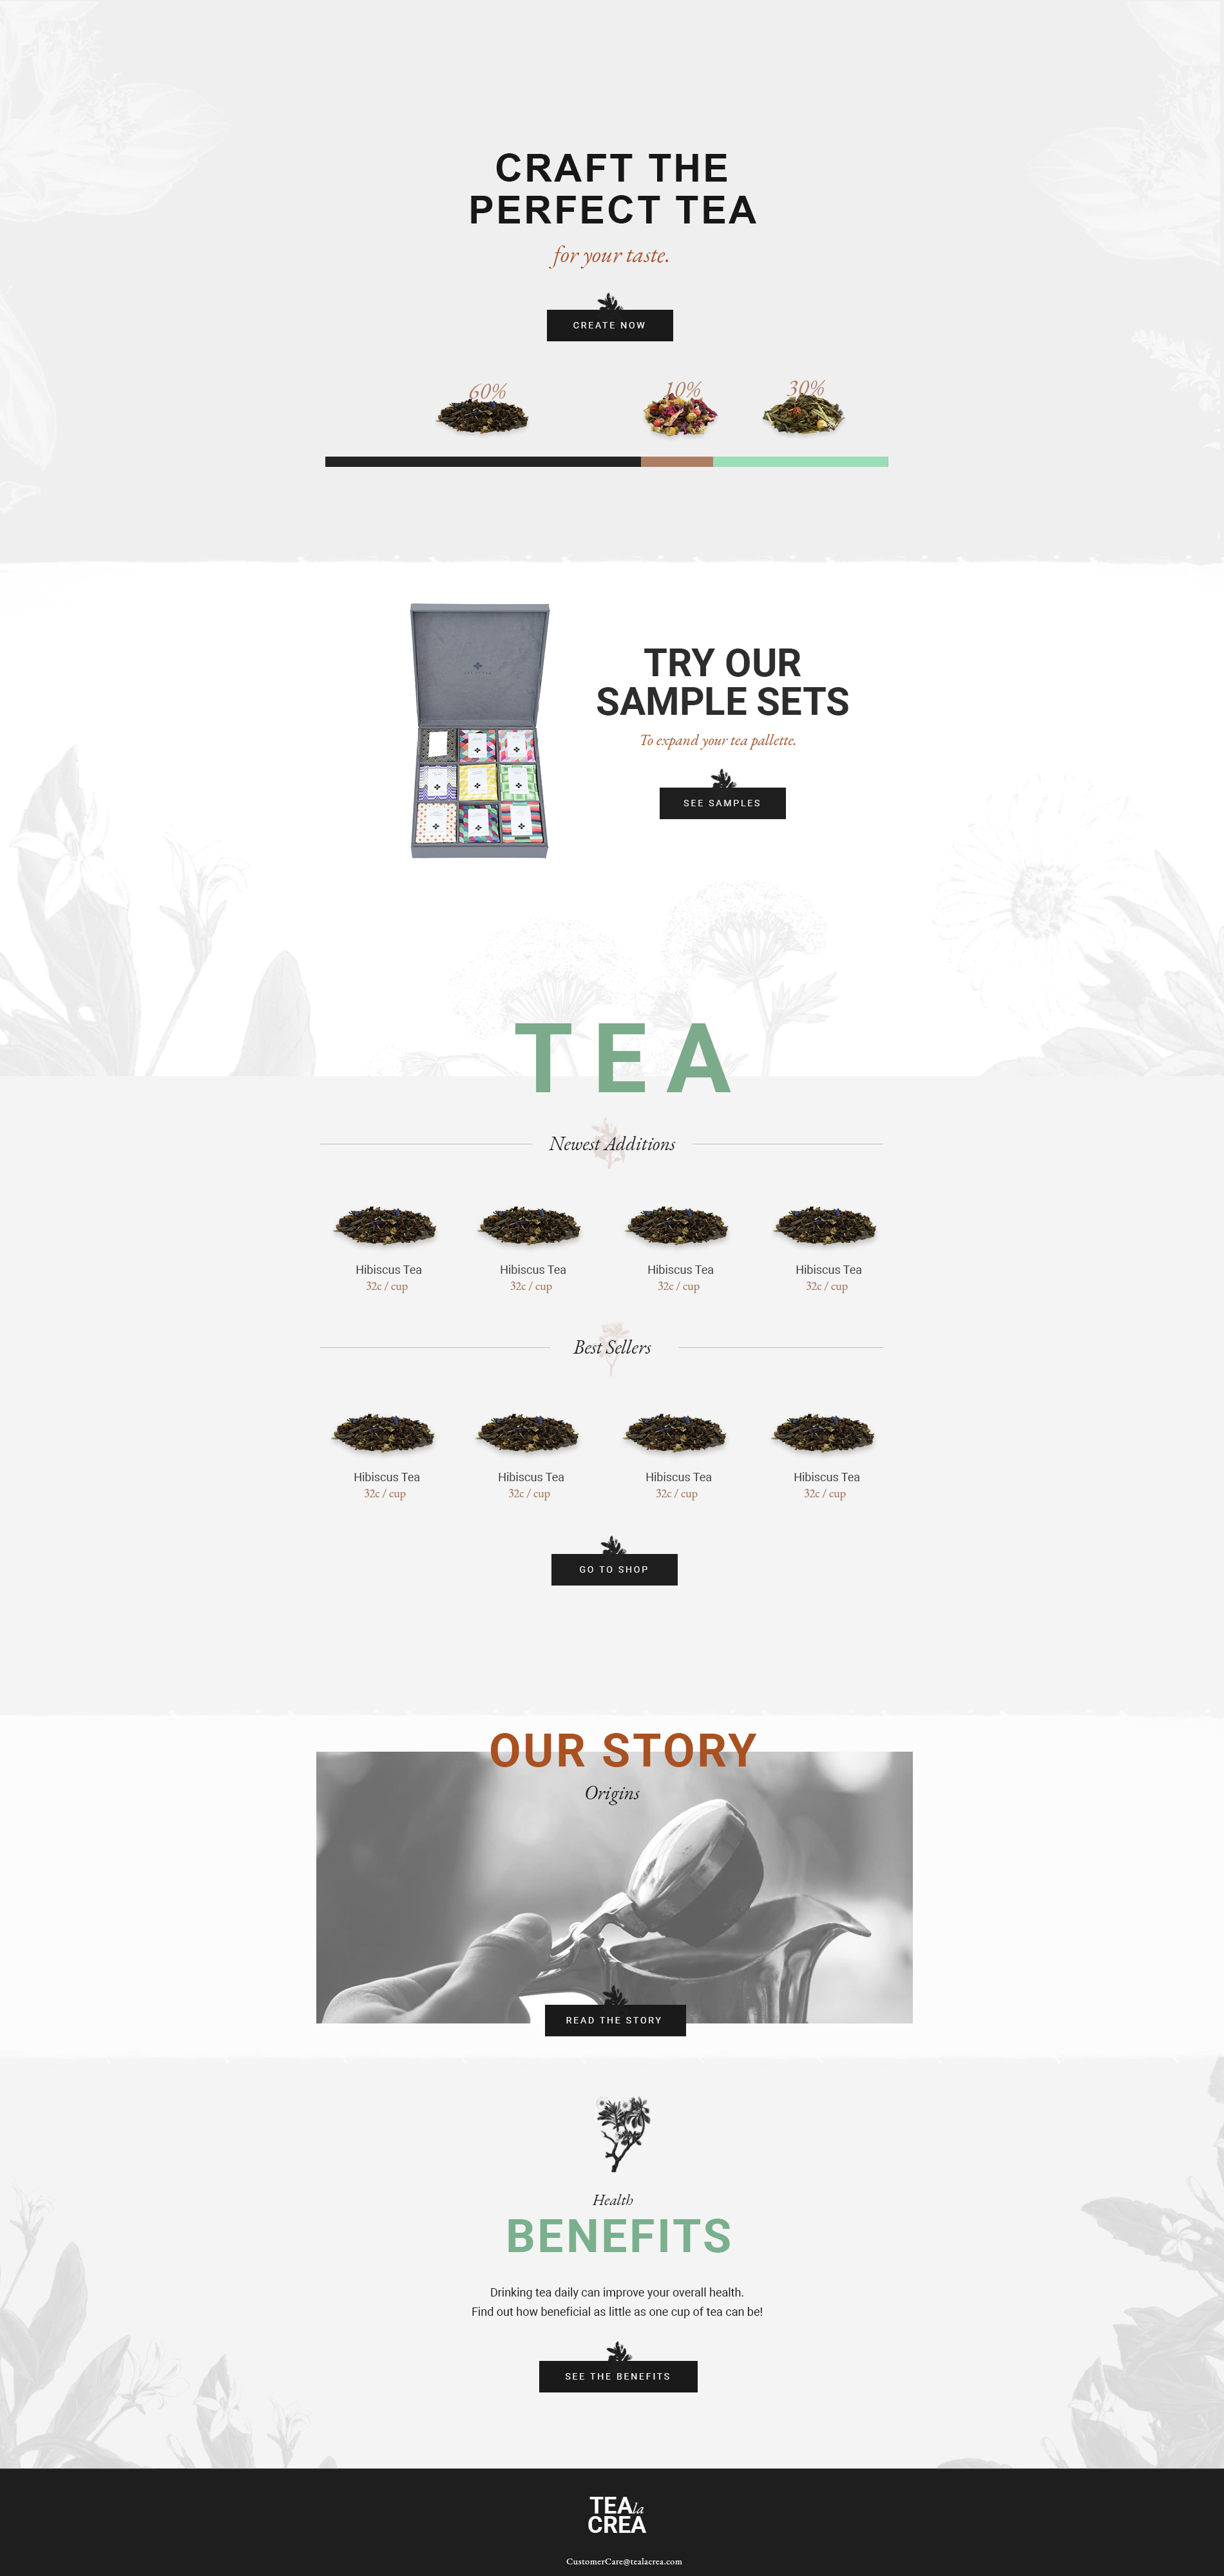 CRAFT THE
PERFECT TEA
for your taste.
CREATE NOW
60%
10%
30%
TRY OUR
SAMPLE SETS
To expand your tea pallette.
SEE SAMPLES
TEA
Newest Additions
Hibiscus Tea
32c / cup
Hibiscus Tea
32c / cup
Hibiscus Tea
32c / cup
Hibiscus Tea
32c / cup
Best Sellers
Hibiscus Tea
32c / cup
Hibiscus Tea
32c / cup
Hibiscus Tea
32c / cup
Hibiscus Tea
32c / cup
GO TO SHOP
OUR STORY
Origins
READ THE STORY
Health
BENEFITS
Drinking tea daily can improve your overall health.
Find out how beneficial as little as one cup of tea can be!
SEE THE BENEFITS
TEA la
CREA
CustomerCare@tealacrea.com